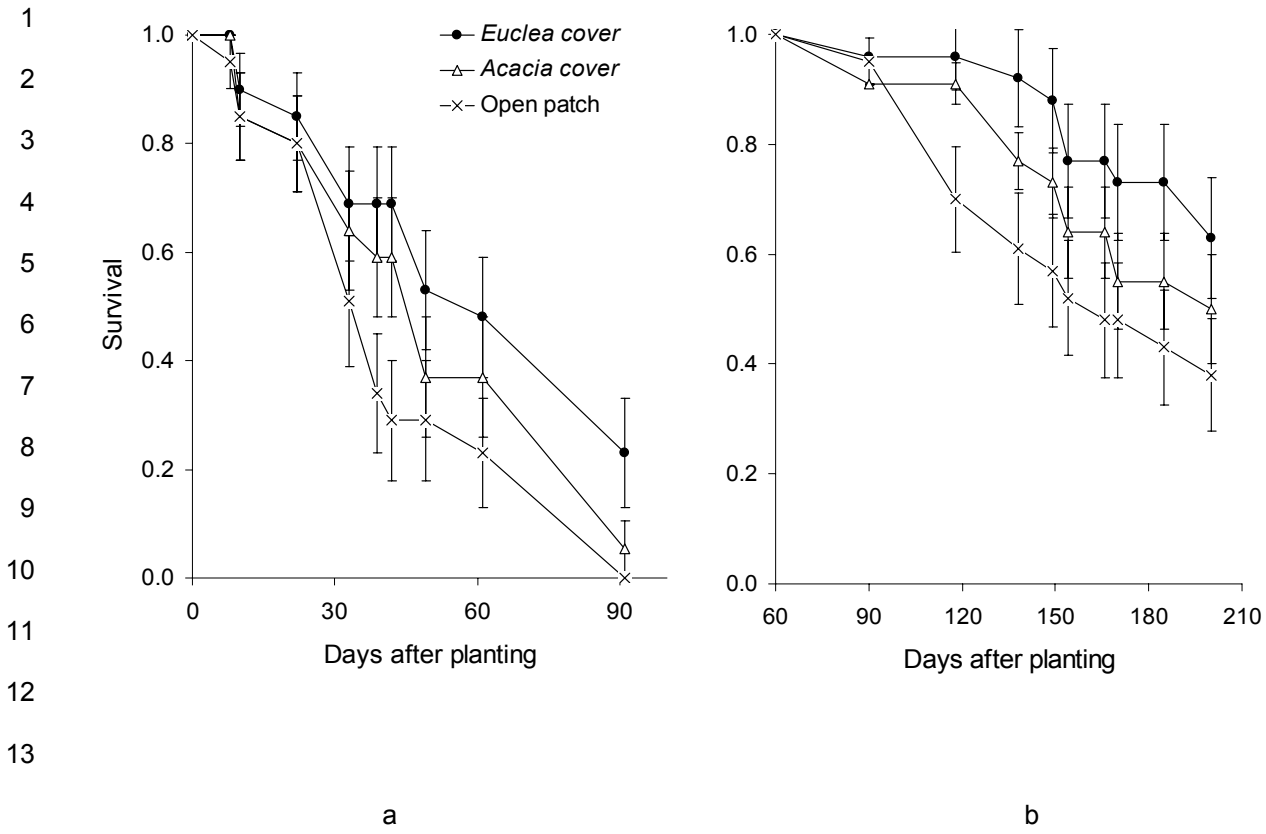 1
2
3
4
5
6
7
8
9
10
11
12
13
Survival
1.0
0.8
0.6
0.4
0.2
0.0
0 30 60 90
Days after planting
Euclea cover
Acacia cover
Open patch
a
1.0
0.8
0.6
0.4
0.2
0.0
60 90 120 150 180 210
Days after planting
b